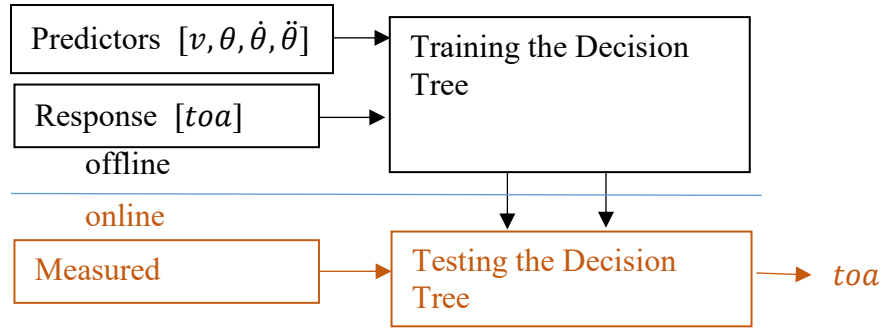 Predictors [𝑣, 𝜃, 𝜃̇, 𝜃̈]
Training the Decision
Tree
Response [𝑡𝑜𝑎]
offline
online
Measured
Testing the Decision
Tree
𝑡𝑜𝑎